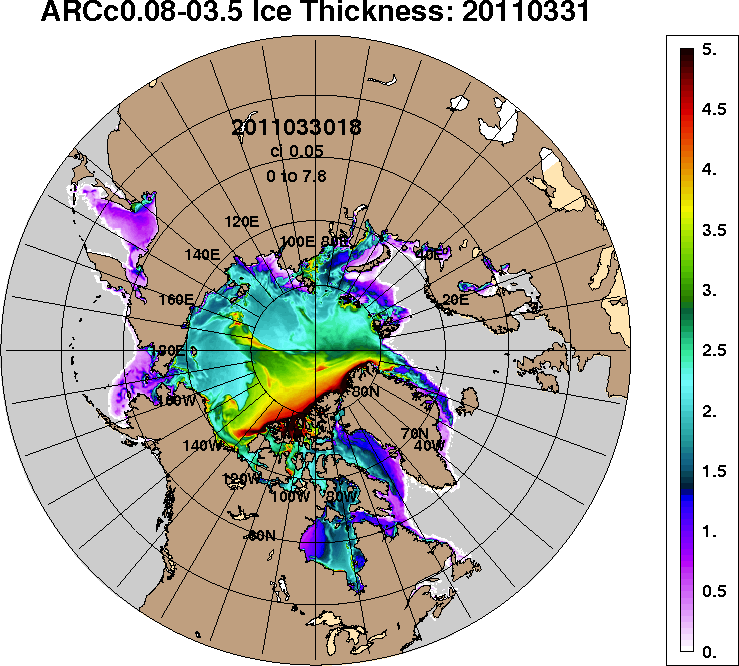 ARCc0.08-03.5 Ice Thickness: 20110331
2011033018
ci 0.05
0 to 7.8
120E
100E
80E
140E
40E
160E
20E
180E
160W
80N
140W
70N
40W
120W
100W
80W
60N
5.
4.5
4.
3.5
3.
2.5
2.
1.5
1.
0.5
0.